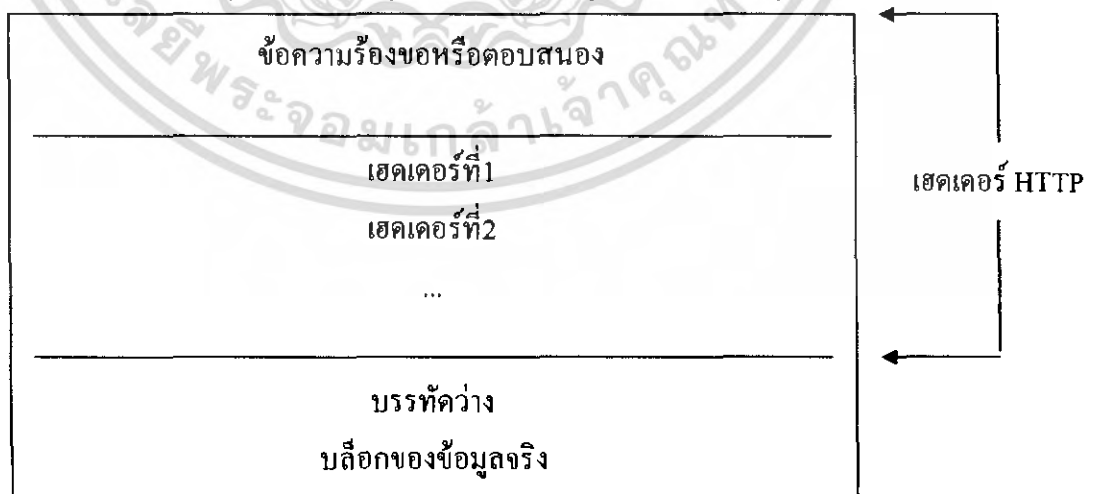 ข้อความร้องขอหรือตอบสนอง
เฮดเดอร์ที่1
เฮดเดอร์ HTTP
เฮดเดอร์ที่2
...
บรรทัดว่าง
บล็อกของข้อมูลจริง